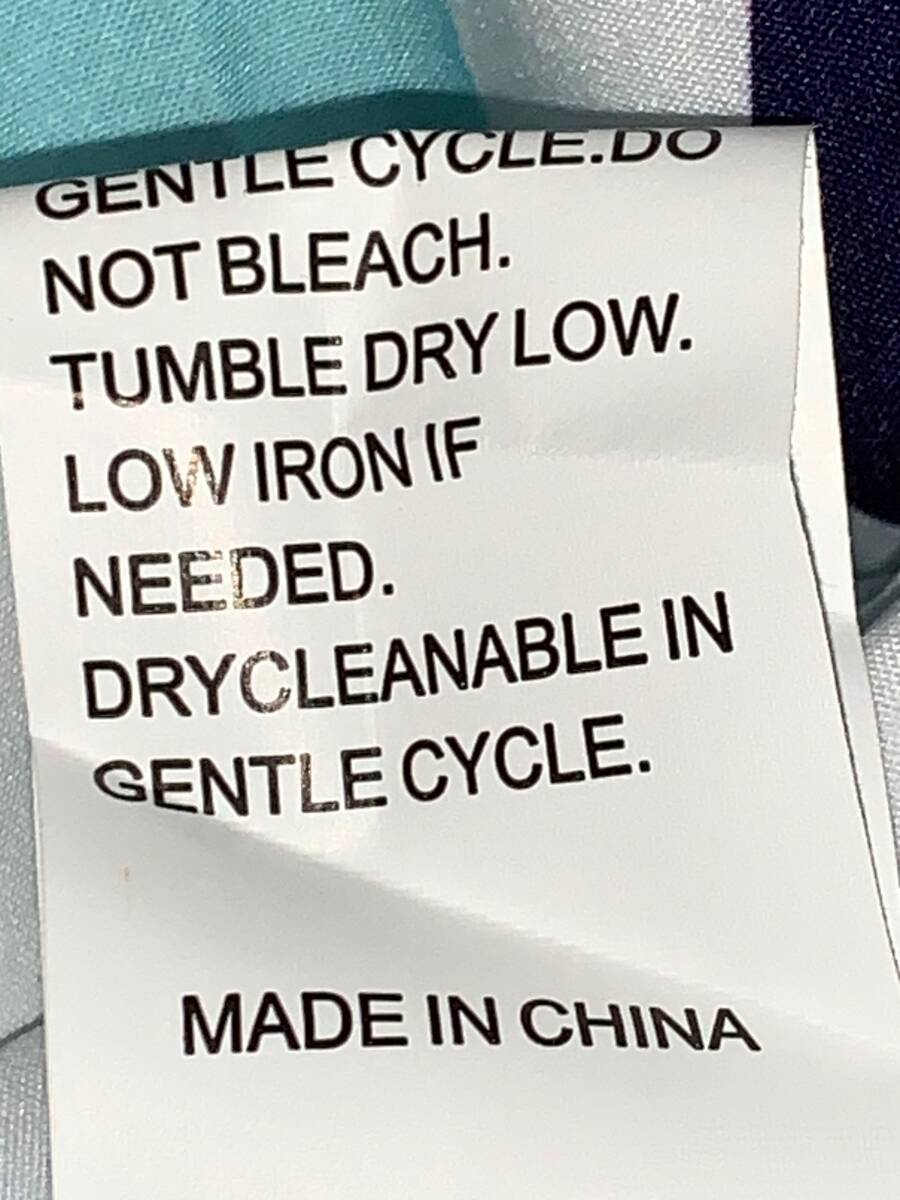 GENTLE CYCLE.DO
NOT BLEACH.
TUMBLE DRY LOW.
LOW IRON IF
NEEDED.
DRYCLEANABLE IN
GENTLE CYCLE.
MADE IN CHINA